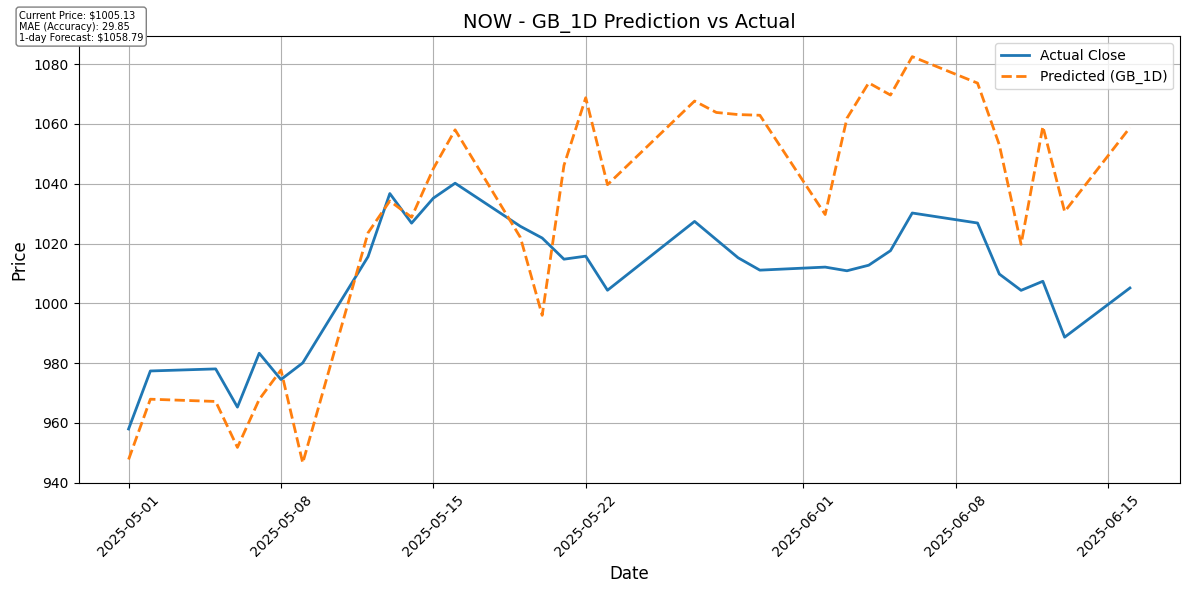 NOW - GB_1D Prediction vs Actual
Current Price: $1005.13
MAE (Accuracy): 29.85
1-day Forecast: $1058.79
Actual Close
Predicted (GB_1D)
Price
1080
1060
1040
1020
1000
980
960
940
2025-05-01
2025-05-08
2025-05-15
2025-05-22
2025-06-01
2025-06-08
2025-06-15
Date